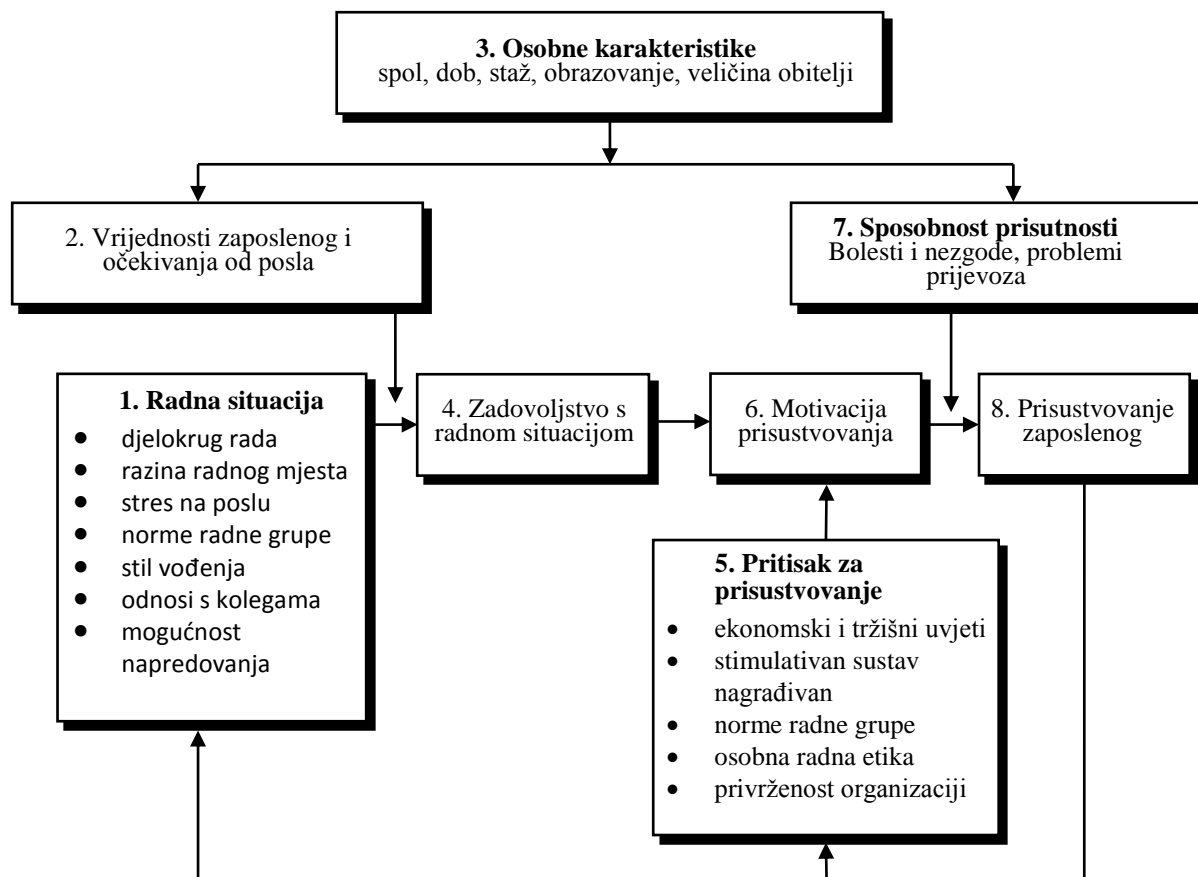 3. Osobne karakteristike
spol, dob, staž, obrazovanje, veličina obitelji
2. Vrijednosti zaposlenog i
očekivanja od posla
7. Sposobnost prisutnosti
Bolesti i nezgode, problemi
prijevoza
1. Radna situacija
● djelokrug rada
● razina radnog mjesta
● stres na poslu
● norme radne grupe
● stil vođenja
● odnosi s kolegama
● mogućnost
napredovanja
4. Zadovoljstvo s
radnom situacijom
6. Motivacija
prisustvovanja
8. Prisustvovanje
zaposlenog
5. Pritisak za
prisustvovanje
• ekonomski i tržišni uvjeti
• stimulativan sustav
nagrađivan
• norme radne grupe
• osobna radna etika
• privrženost organizaciji